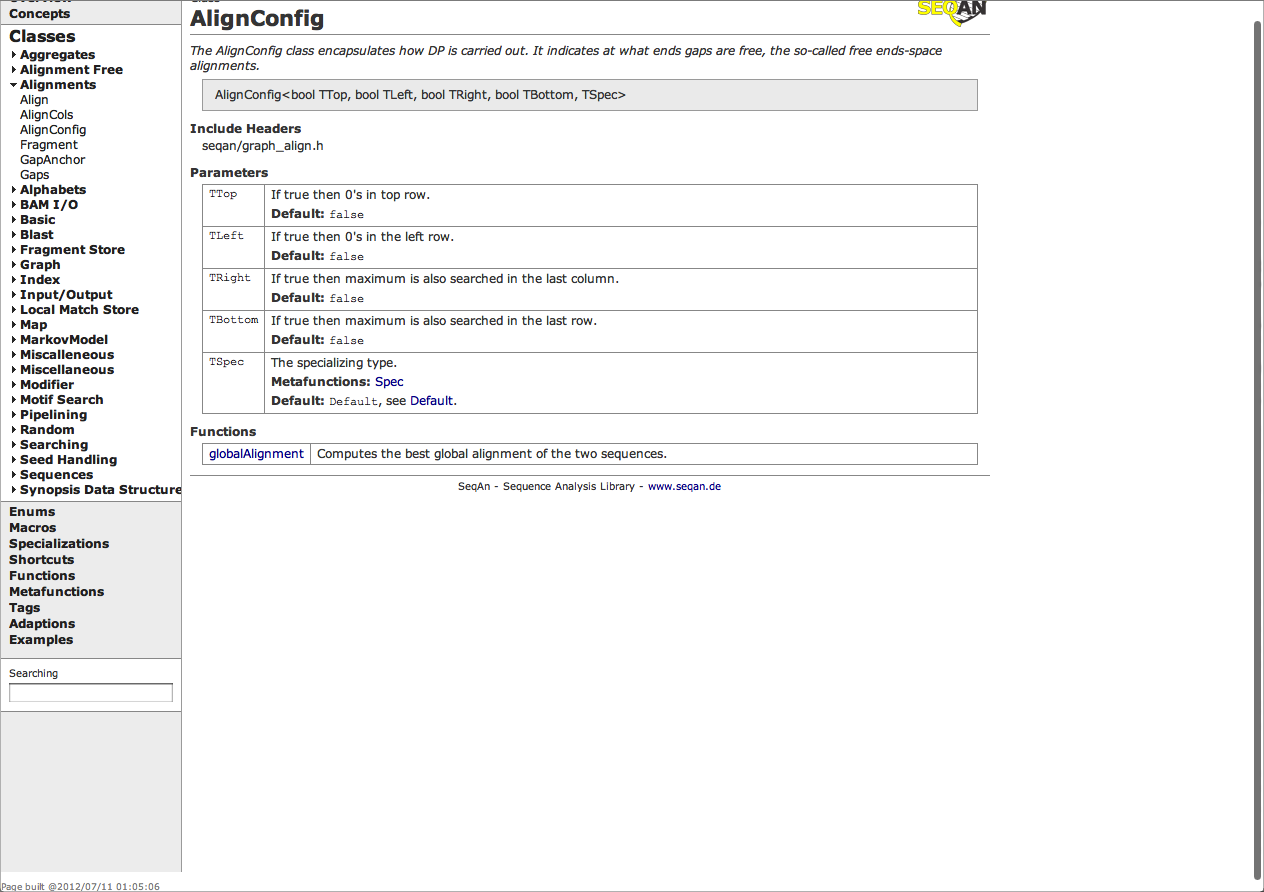 Concepts
Classes
Aggregates
Alignment Free
Alignments
Align
AlignCols
AlignConfig
Fragment
GapAnchor
Gaps
Alphabets
BAM I/O
Basic
Blast
Fragment Store
Graph
Index
Input/Output
Local Match Store
Map
MarkovModel
Miscalleneous
Miscellaneous
Modifier
Motif Search
Pipelining
Random
Searching
Seed Handling
Sequences
Synopsis Data Structure
Enums
Macros
Specializations
Shortcuts
Functions
Metafunctions
Tags
Adaptions
Examples
Searching
Page built @2012/07/11 01:05:06
SEQAN
AlignConfig
The AlignConfig class encapsulates how DP is carried out. It indicates at what ends gaps are free, the so-called free ends-space
alignments.
AlignConfig<bool TTop, bool TLeft, bool TRight, bool TBottom, TSpec>
Include Headers
seqan/graph_align.h
Parameters
TTop If true then 0's in top row.
Default: false
TLeft If true then 0's in the left row.
Default: false
TRight If true then maximum is also searched in the last column.
Default: false
TBottom If true then maximum is also searched in the last row.
Default: false
TSpec The specializing type.
Metafunctions: Spec
Default: Default, see Default.
Functions
globalAlignment Computes the best global alignment of the two sequences.
SeqAn - Sequence Analysis Library - www.seqan.de